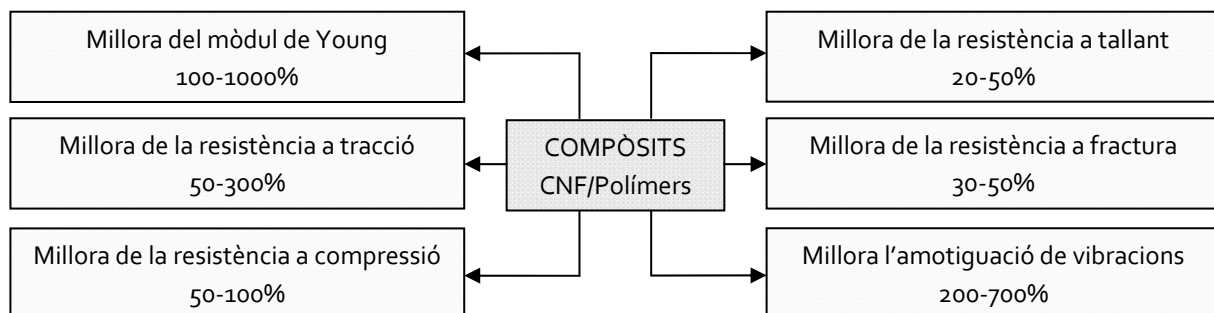 Millora del mòdul de Young
100-1000%
Millora de la resistència a tallant
20-50%
Millora de la resistència a tracció
50-300%
COMPÒSITS
CNF/Polímers
Millora de la resistència a fractura
30-50%
Millora de la resistència a compressió
50-100%
Millora l'amotiguació de vibracions
200-700%